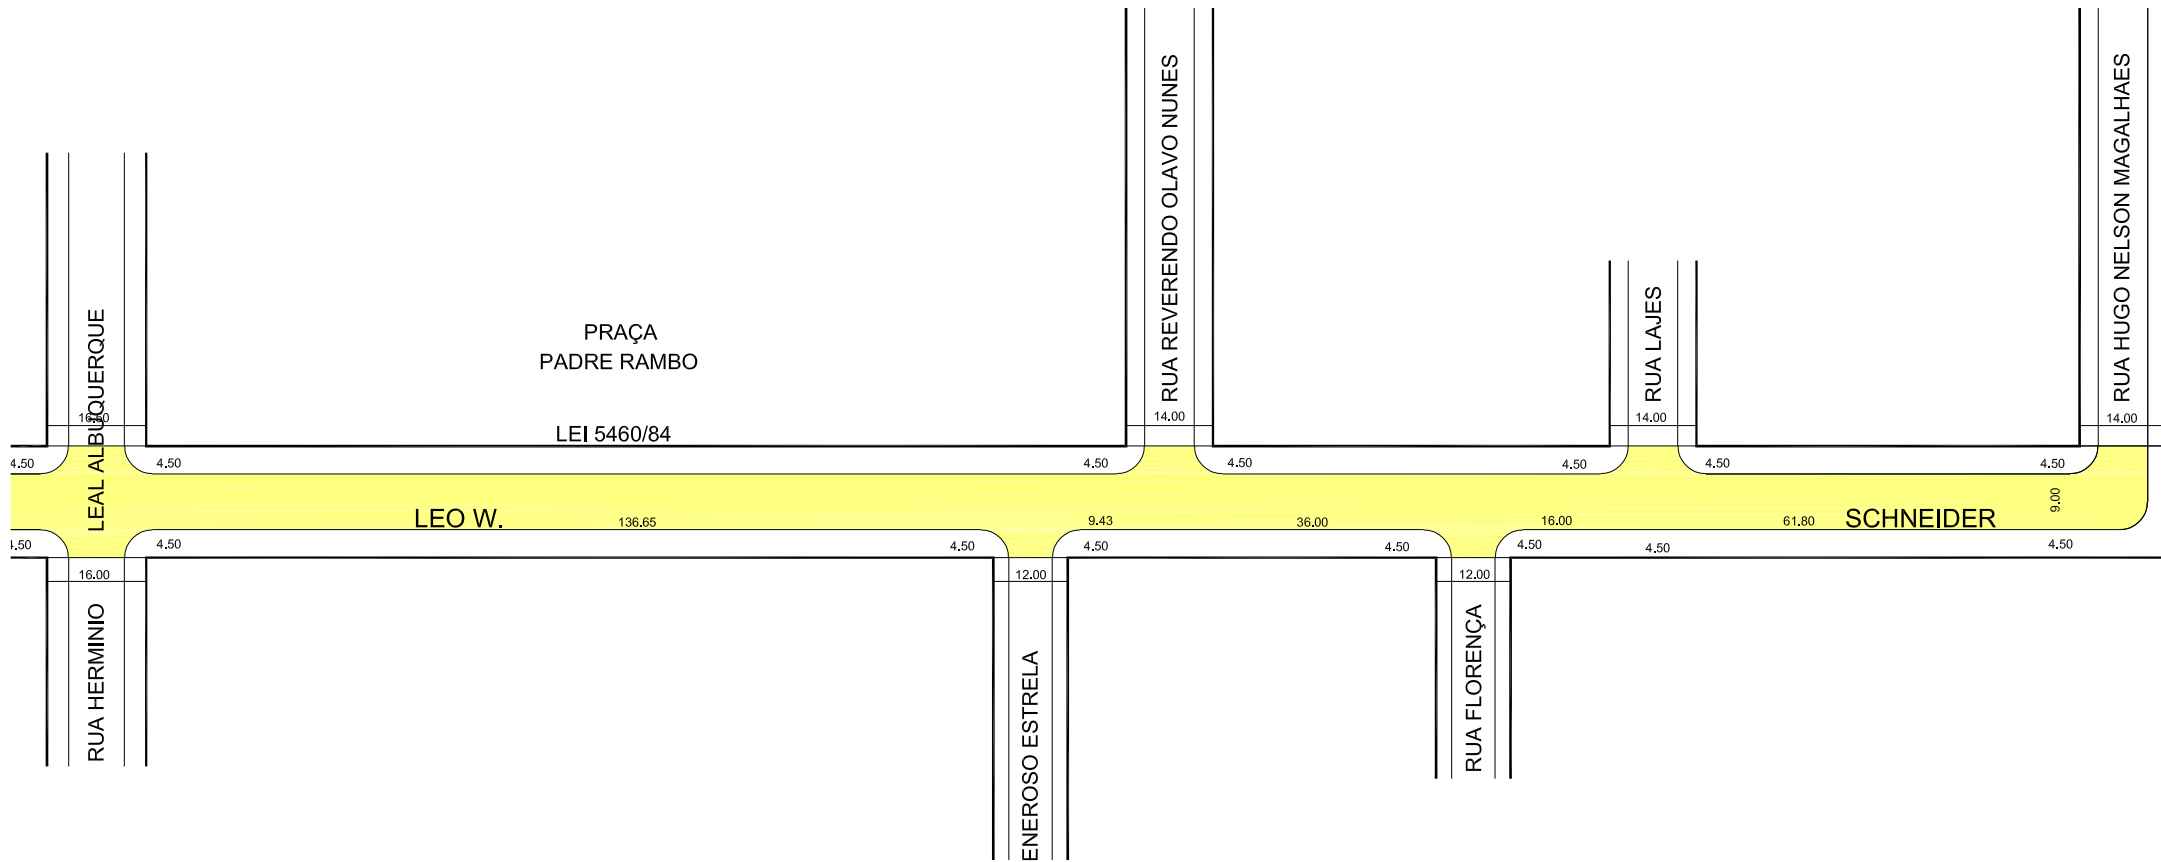 RUA REVERENDO OLAVO NUNES
RUA HUGO NELSON MAGALHAES
RUA LAJES
LEAL ALBUQUERQUE
PRAÇA
PADRE RAMBO
LEI 5460/84
16.50
14.00
14.00
14.00
4.50
4.50
4.50
4.50
4.50
4.50
4.50
LEO W.
136.65
9.43
36.00
16.00
61.80
SCHNEIDER
9.00
4.50
4.50
4.50
4.50
4.50
4.50
4.50
4.50
16.00
12.00
12.00
RUA HERMINIO
ENEROSO ESTRELA
RUA FLORENÇA